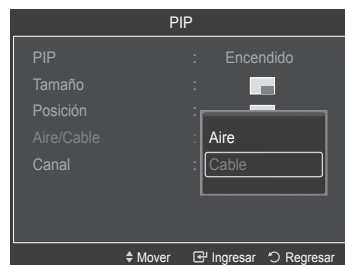 PIP
PIP : Encendido
Tamaño :
Posición :
Aire/Cable : Aire
Canal : Cable
Mover Ingresar Regresar